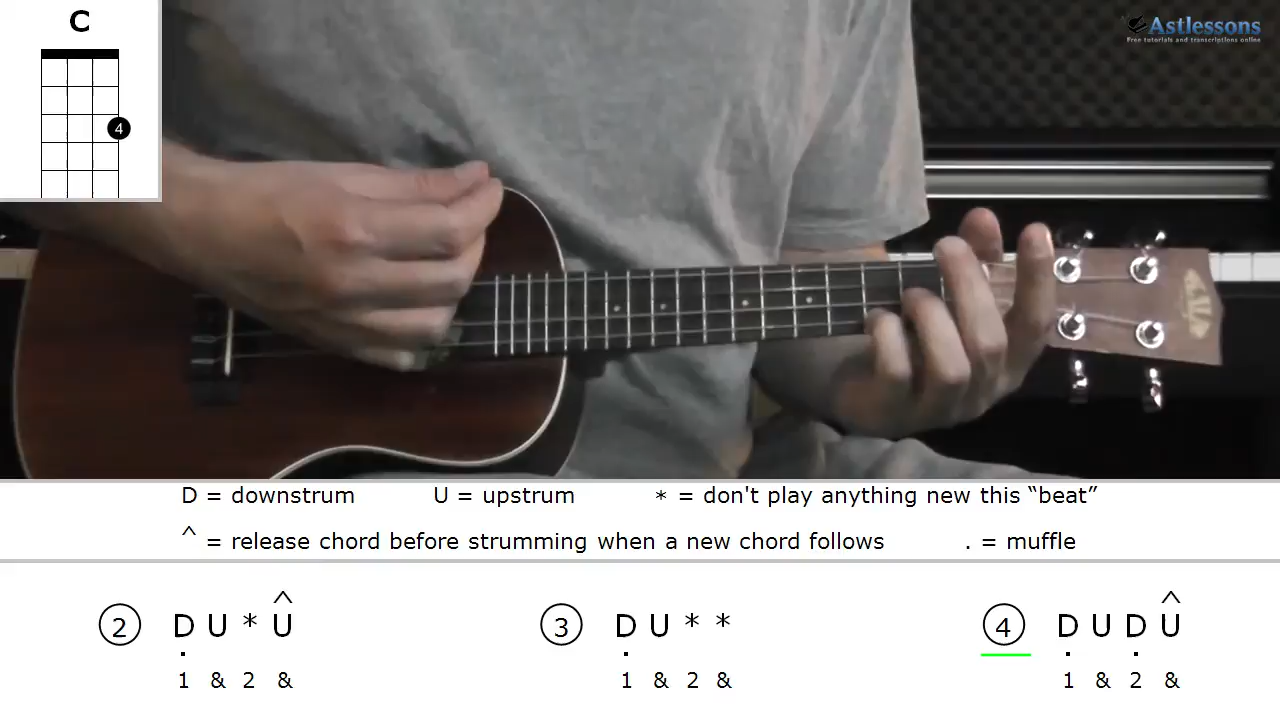 C
4
Astlessons
Free tutorials and transcriptions online
D = downstrum U = upstrum * = don't play anything new this “beat”
^ = release chord before strumming when a new chord follows . = muffle
^ ^
2 D U * U 3 D U * * 4 D U D U
. . . .
1 & 2 & 1 & 2 & 1 & 2 &